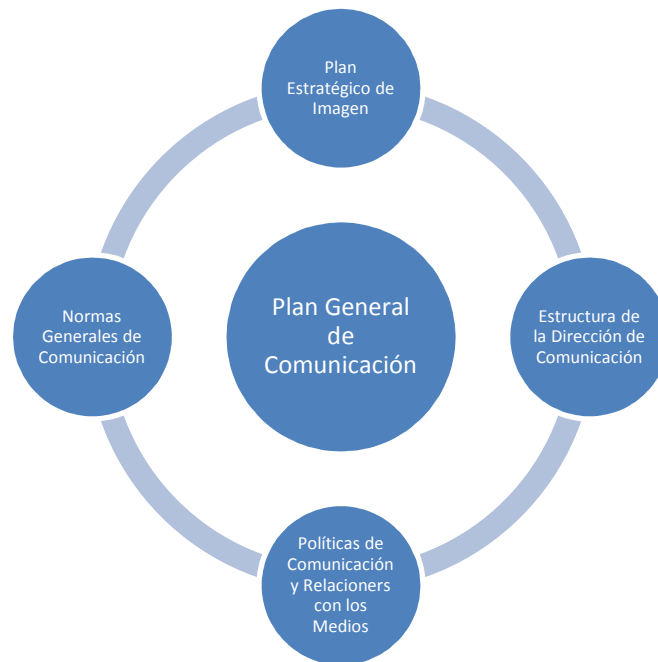 Plan
Estratégico de
Imagen
Plan General
de
Comunicación
Normas
Generales de
Comunicación
Estructura de
la Dirección de
Comunicación
Políticas de
Comunicación
y Relacioners
con los
Medios